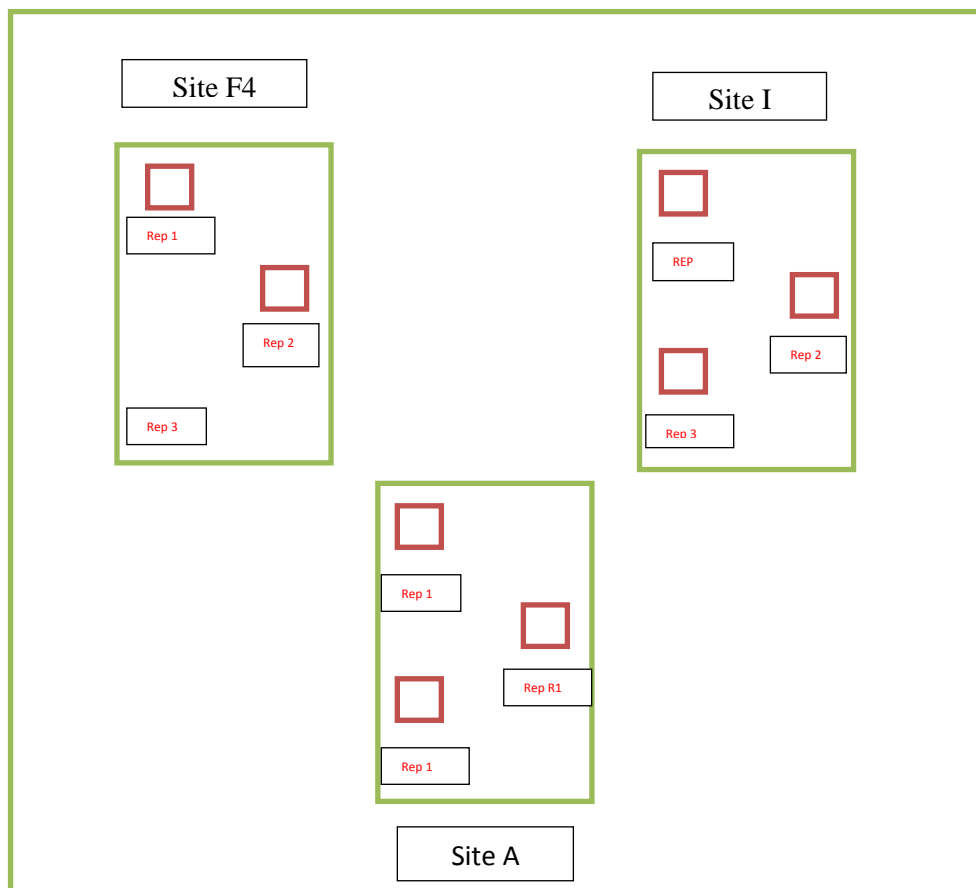 Site F4
Site I
Rep 1
Rep 2
Rep 3
REP
Rep 2
Rep 3
Rep 1
Rep R1
Rep 1
Site A